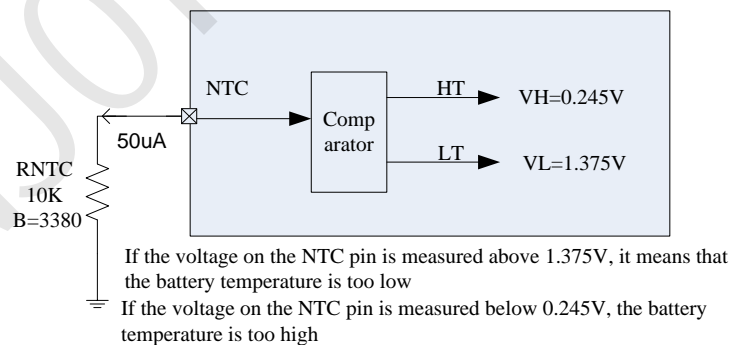 NTC
HT
VH=0.245V
50uA
Comp
arator
LT
VL=1.375V
RNTC
10K
B=3380
If the voltage on the NTC pin is measured above 1.375V, it means that
the battery temperature is too low
If the voltage on the NTC pin is measured below 0.245V, the battery
temperature is too high